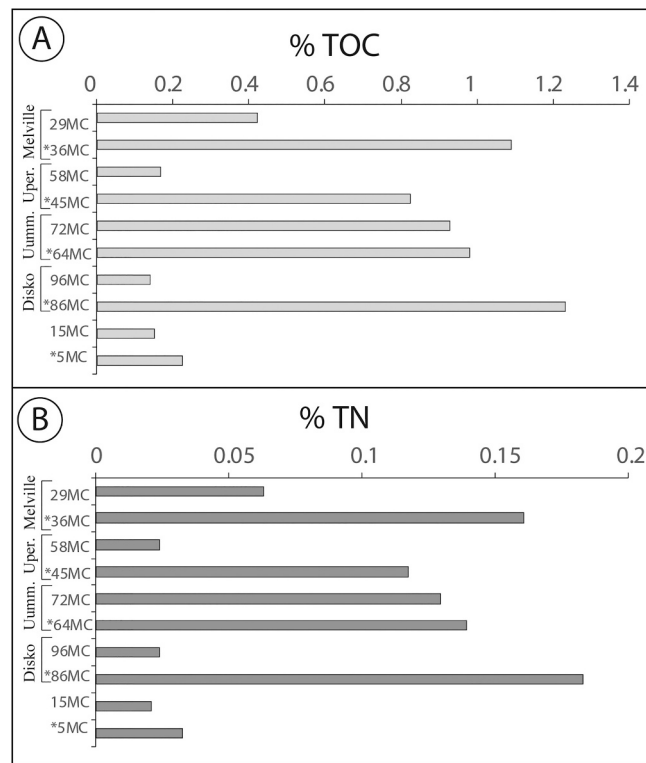 A
% TOC
0 0.2 0.4 0.6 0.8 1 1.2 1.4
Melville
29MC
*36MC
Uper.
58MC
*45MC
Uumm.
72MC
*64MC
Disko
96MC
*86MC
15MC
*5MC
B
% TN
0 0.05 0.1 0.15 0.2
Melville
29MC
*36MC
Uper.
58MC
*45MC
Uumm.
72MC
*64MC
Disko
96MC
*86MC
15MC
*5MC